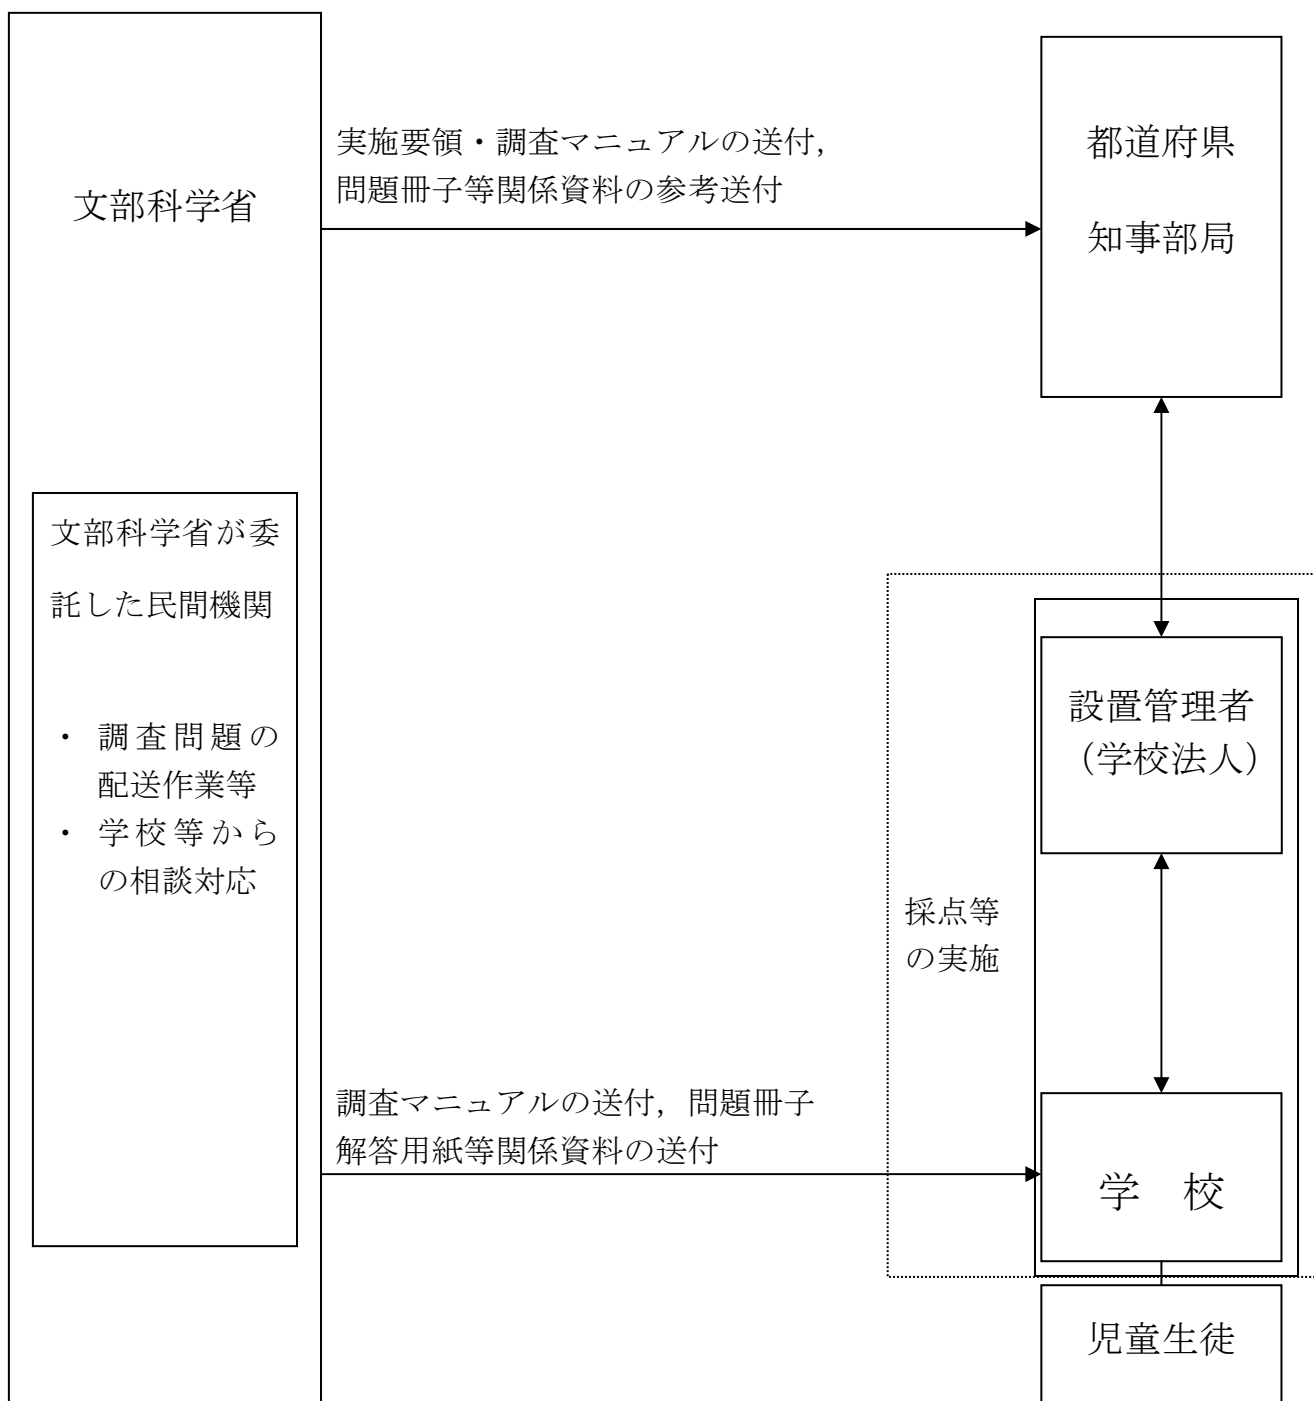 文部科学省
実施要領・調査マニュアルの送付，
問題冊子等関係資料の参考送付
都道府県
知事部局
文部科学省が委
託した民間機関
・ 調査問題の
配送作業等
・ 学校等から
の相談対応
設置管理者
（学校法人）
採点等
の実施
調査マニュアルの送付，問題冊子
解答用紙等関係資料の送付
学　校
児童生徒